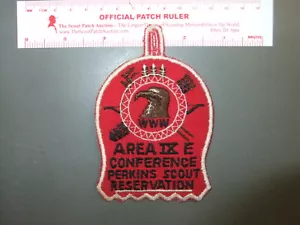 OFFICIAL PATCH RULER
The Scout Patch Auction
www.TheScoutPatchAuction.com
WWW
AREA IX E
CONFERENCE
PERKINS SCOUT
RESERVATION